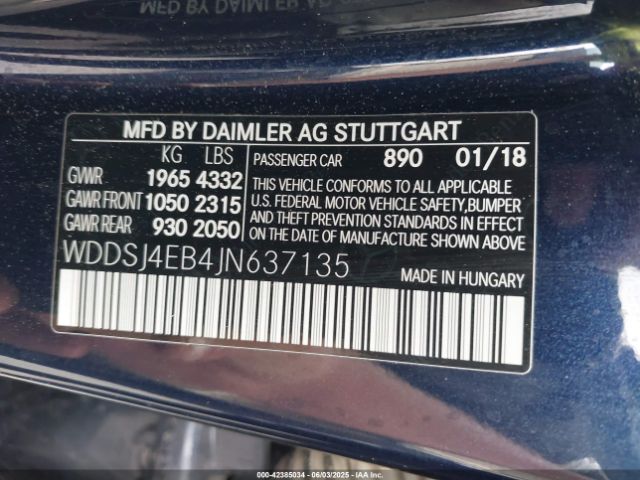 MFD BY DAIMLER AG STUTTGART
KG LBS
GVWR 1965 4332
GAWR FRONT 1050 2315
GAWR REAR 930 2050
PASSENGER CAR 890 01/18
THIS VEHICLE CONFORMS TO ALL APPLICABLE
U.S. FEDERAL MOTOR VEHICLE SAFETY,BUMPER
AND THEFT PREVENTION STANDARDS IN EFFECT
ON THE DATE OF MANUFACTURE SHOWN ABOVE
WDDSJ4EB4JN637135
MADE IN HUNGARY
00-42385034 - 06/03/2025 - IAA Inc.